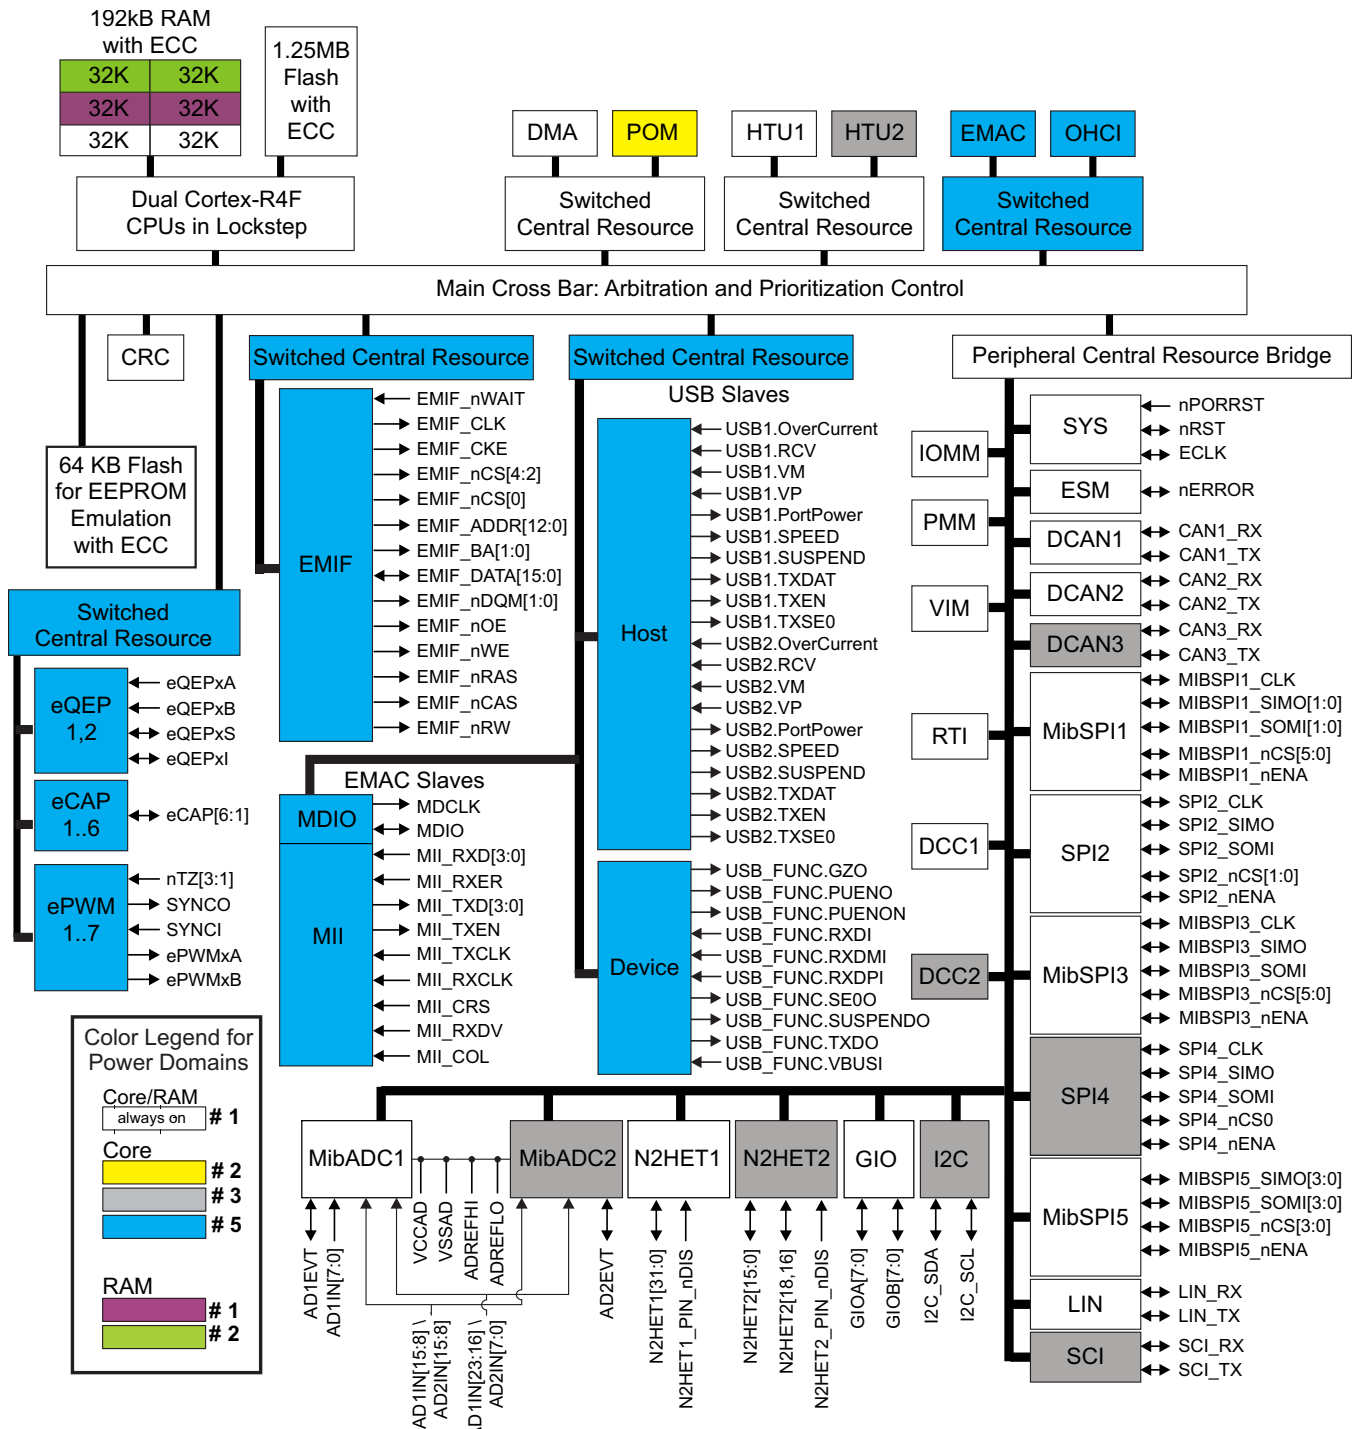 192kB RAM
with ECC
32K 32K
32K 32K
32K 32K
1.25MB
Flash
with
ECC
Dual Cortex-R4F
CPUs in Lockstep
DMA
POM
Switched
Central Resource
HTU1
HTU2
Switched
Central Resource
EMAC
OHCI
Switched
Central Resource
Main Cross Bar: Arbitration and Prioritization Control
CRC
64 KB Flash
for EEPROM
Emulation
with ECC
Switched Central Resource
Switched Central Resource
Peripheral Central Resource Bridge
Switched
Central Resource
eQEP
1,2
eQEPxA
eQEPxB
eQEPxS
eQEPxI
eCAP
1..6
eCAP[6:1]
ePWM
1..7
nTZ[3:1]
SYNCO
SYNCI
ePWMxA
ePWMxB
EMIF
EMIF_nWAIT
EMIF_CLK
EMIF_CKE
EMIF_nCS[4:2]
EMIF_nCS[0]
EMIF_ADDR[12:0]
EMIF_BA[1:0]
EMIF_DATA[15:0]
EMIF_nDQM[1:0]
EMIF_nOE
EMIF_nWE
EMIF_nRAS
EMIF_nCAS
EMIF_nRW
EMAC Slaves
MDIO
MDCLK
MDIO
MII
MII_RXD[3:0]
MII_RXER
MII_TXD[3:0]
MII_TXEN
MII_TXCLK
MII_RXCLK
MII_CRS
MII_RXDV
MII_COL
USB Slaves
Host
USB1.OverCurrent
USB1.RCV
USB1.VM
USB1.VP
USB1.PortPower
USB1.SPEED
USB1.SUSPEND
USB1.TXDAT
USB1.TXEN
USB1.TXSE0
USB2.OverCurrent
USB2.RCV
USB2.VM
USB2.VP
USB2.PortPower
USB2.SPEED
USB2.SUSPEND
USB2.TXDAT
USB2.TXEN
USB2.TXSE0
Device
USB_FUNC.GZO
USB_FUNC.PUENO
USB_FUNC.PUENON
USB_FUNC.RXDI
USB_FUNC.RXDMI
USB_FUNC.RXDPI
USB_FUNC.SE0O
USB_FUNC.SUSPENDO
USB_FUNC.TXDO
USB_FUNC.VBUSI
IOMM
PMM
VIM
RTI
DCC1
DCC2
SYS
nPORRST
nRST
ECLK
ESM
nERROR
DCAN1
CAN1_RX
CAN1_TX
DCAN2
CAN2_RX
CAN2_TX
DCAN3
CAN3_RX
CAN3_TX
MibSPI1
MIBSPI1_CLK
MIBSPI1_SIMO[1:0]
MIBSPI1_SOMI[1:0]
MIBSPI1_nCS[5:0]
MIBSPI1_nENA
SPI2
SPI2_CLK
SPI2_SIMO
SPI2_SOMI
SPI2_nCS[1:0]
SPI2_nENA
MibSPI3
MIBSPI3_CLK
MIBSPI3_SIMO
MIBSPI3_SOMI
MIBSPI3_nCS[5:0]
MIBSPI3_nENA
SPI4
SPI4_CLK
SPI4_SIMO
SPI4_SOMI
SPI4_nCS0
SPI4_nENA
MibSPI5
MIBSPI5_SIMO[3:0]
MIBSPI5_SOMI[3:0]
MIBSPI5_nCS[3:0]
MIBSPI5_nENA
LIN
LIN_RX
LIN_TX
SCI
SCI_RX
SCI_TX
Color Legend for
Power Domains
Core/RAM
always on # 1
Core
# 2
# 3
# 5
RAM
# 1
# 2
MibADC1
MibADC2
N2HET1
N2HET2
GIO
I2C
AD1EVT
AD1IN[7:0]
VCCAD
VSSAD
ADREFHI
ADREFLO
AD1IN[15:8] \
AD2IN[15:8]
AD1IN[23:16] \
AD2IN[7:0]
AD2EVT
N2HET1[31:0]
N2HET1_PIN_nDIS
N2HET2[15:0]
N2HET2[18,16]
N2HET2_PIN_nDIS
GIOA[7:0]
GIOB[7:0]
I2C_SDA
I2C_SCL